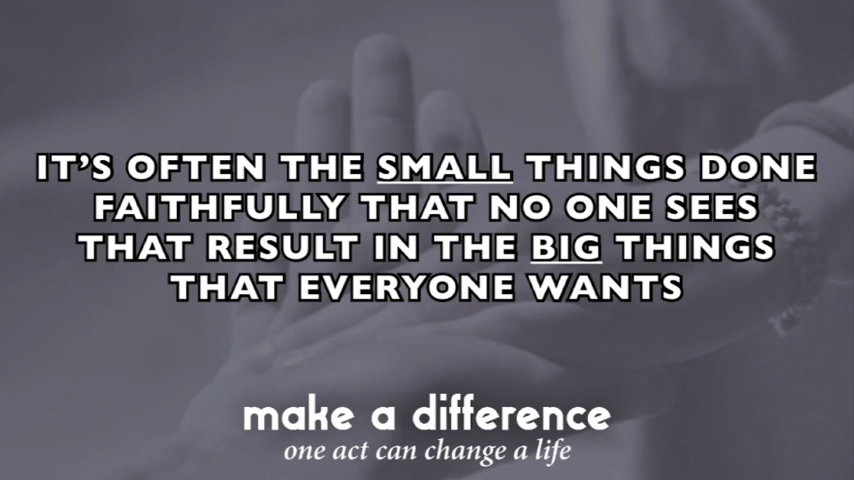 IT'S OFTEN THE SMALL THINGS DONE
FAITHFULLY THAT NO ONE SEES
THAT RESULT IN THE BIG THINGS
THAT EVERYONE WANTS
make a difference
one act can change a life